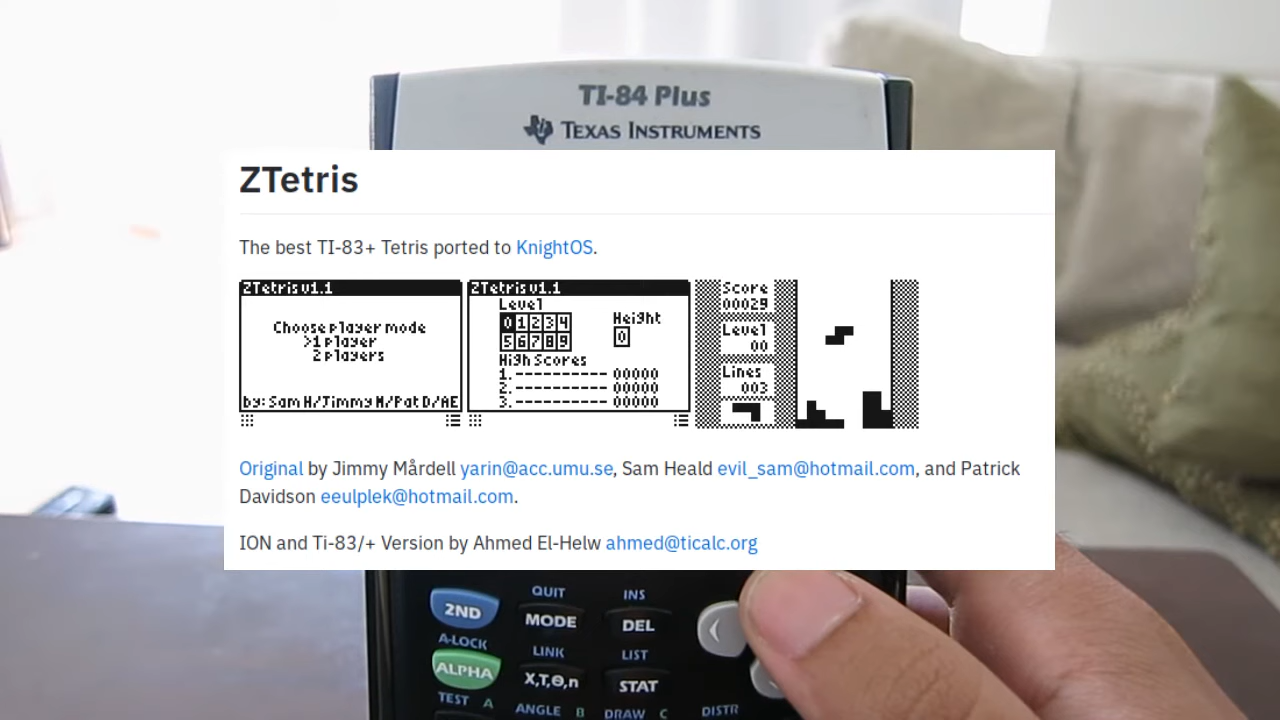 TI-84 Plus
TEXAS INSTRUMENTS
ZTetris
The best TI-83+ Tetris ported to KnightOS.
ZTetris v1.1
Choose player mode
>1 player
2 players
by: Sam H/Jimmy M/Pat D/AE
ZTetris v1.1
Level
0 1 2 3 4
5 6 7 8 9
Height
0
High Scores
1. ---------- 00000
2. ---------- 00000
3. ---------- 00000
Score
00029
Level
00
Lines
003
Original by Jimmy Mårdell yarin@acc.umu.se, Sam Heald evil_sam@hotmail.com, and Patrick
Davidson eeulplek@hotmail.com.
ION and Ti-83/+ Version by Ahmed El-Helw ahmed@ticalc.org
QUIT INS
2ND MODE DEL
A-LOCK LINK LIST
ALPHA X,T,Θ,n STAT
TEST A ANGLE B DRAW C DISTR